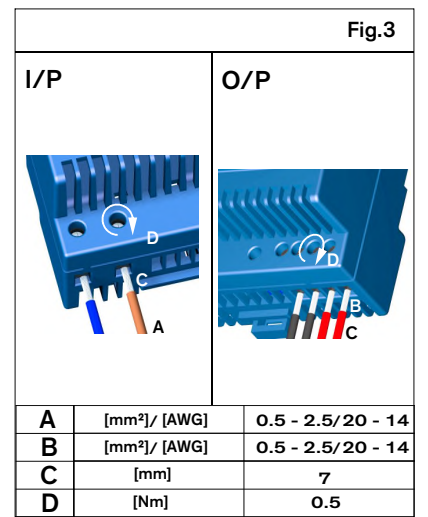 Fig.3
I/P
O/P
D
C
A
D
B
C
A [mm²]/ [AWG] 0.5 - 2.5/20 - 14
B [mm²]/ [AWG] 0.5 - 2.5/20 - 14
C [mm] 7
D [Nm] 0.5